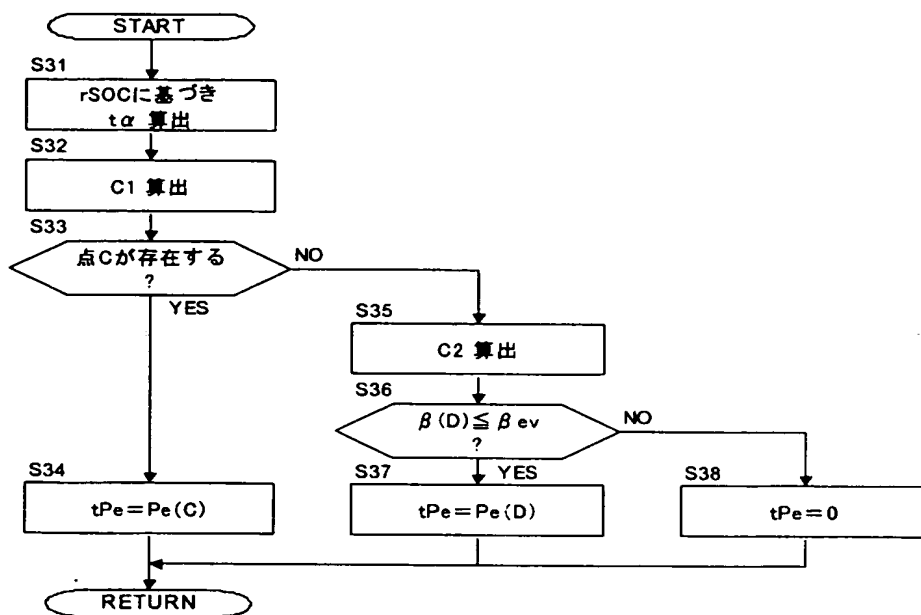 START
S31
rSOCに基づき
tα 算出
S32
C1 算出
S33
点Cが存在する
?
NO
YES
S35
C2 算出
S36
β(D)≦βev
?
NO
YES
S34
tPe=Pe(C)
S37
tPe=Pe(D)
S38
tPe=0
RETURN